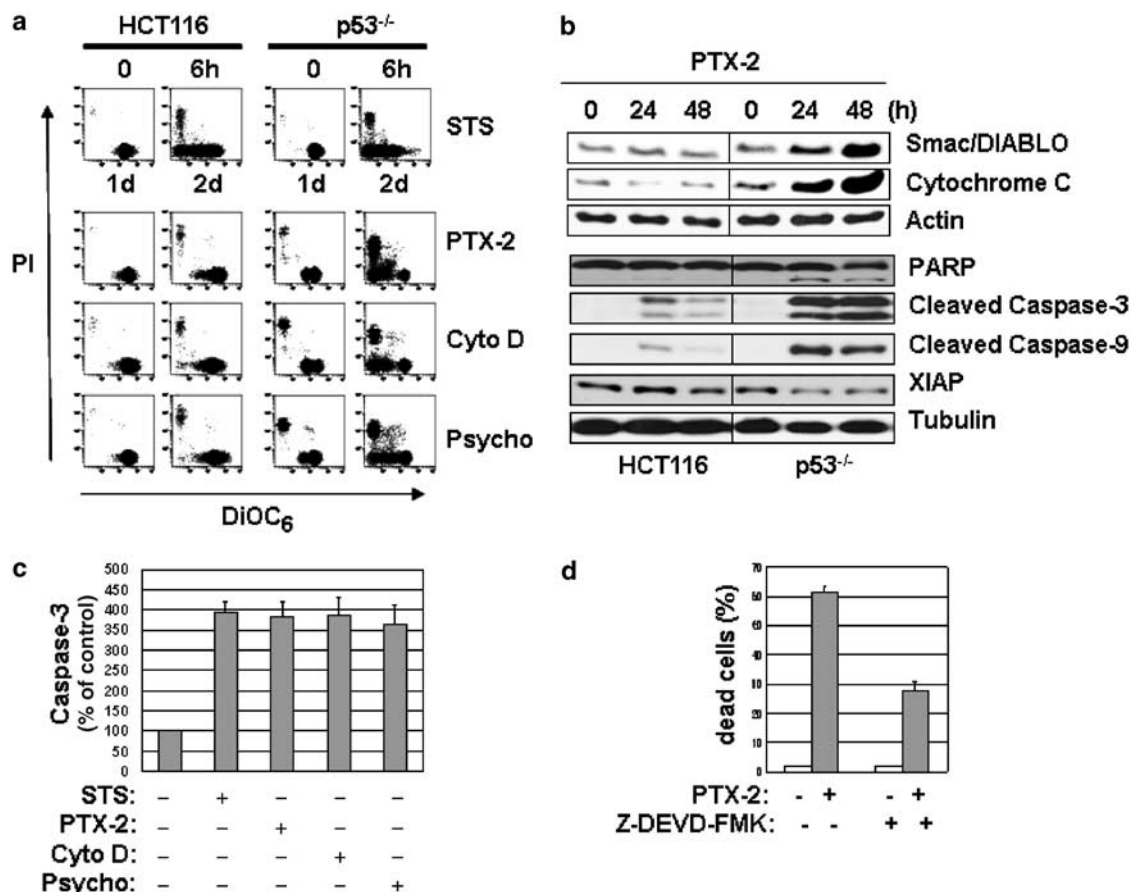 a
HCT116 p53-/-
0 6h 0 6h
STS
1d 2d 1d 2d
PTX-2
PI
Cyto D
Psycho
DiOC6
b
PTX-2
0 24 48 0 24 48 (h)
Smac/DIABLO
Cytochrome C
Actin
PARP
Cleaved Caspase-3
Cleaved Caspase-9
XIAP
Tubulin
HCT116 p53-/-
c
Caspase-3
(% of control)
500
450
400
350
300
250
200
150
100
50
0
STS: – + – – –
PTX-2: – – + – –
Cyto D: – – – + –
Psycho: – – – – +
d
dead cells (%)
70
0
PTX-2: - + - +
Z-DEVD-FMK: - - + +